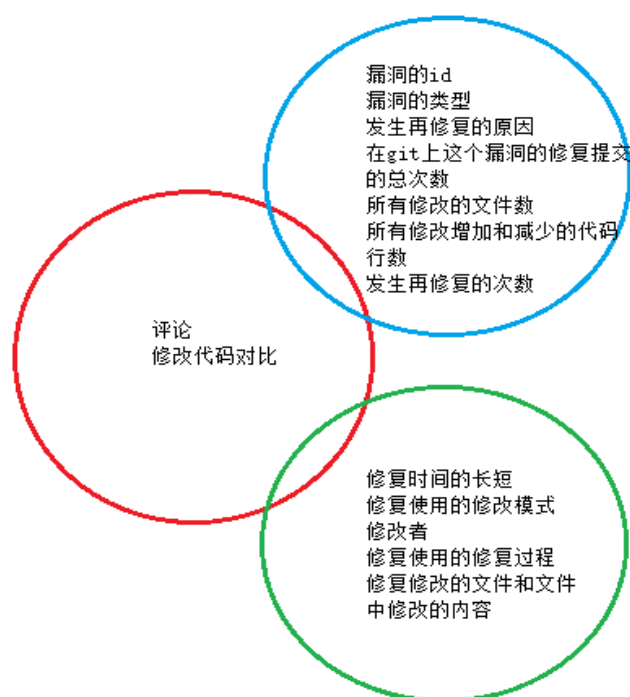 漏洞的id
漏洞的类型
发生再修复的原因
在git上这个漏洞的修复提交
的总次数
所有修改的文件数
所有修改增加和减少的代码
行数
发生再修复的次数
评论
修改代码对比
修复时间的长短
修复使用的修改模式
修改者
修复使用的修复过程
修复修改的文件和文件
中修改的内容